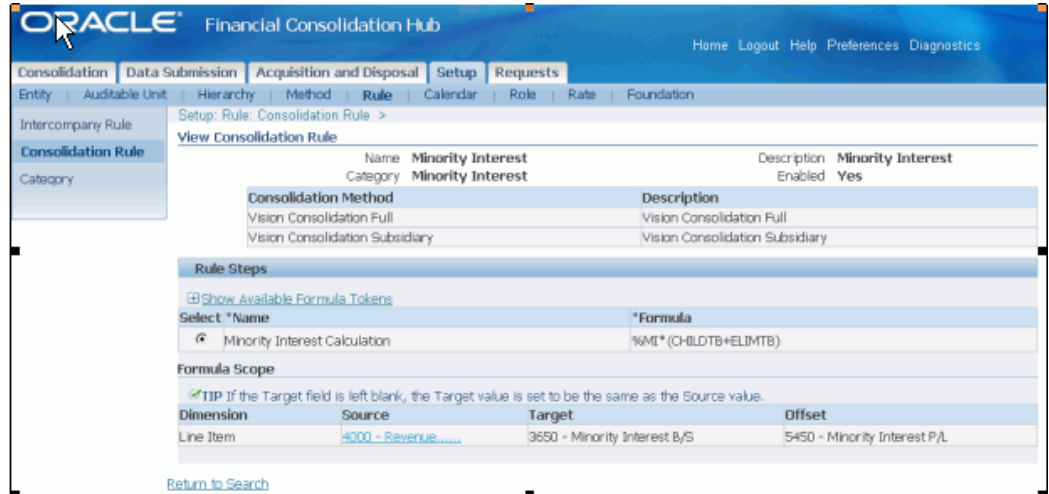 ORACLE® Financial Consolidation Hub
Home Logout Help Preferences Diagnostics
Consolidation Data Submission Acquisition and Disposal Setup Requests
Entity | Auditable Unit | Hierarchy | Method | Rule | Calendar | Role | Rate | Foundation
Intercompany Rule
Consolidation Rule
Category
Setup: Rule: Consolidation Rule >
View Consolidation Rule
Name Minority Interest Description Minority Interest
Category Minority Interest Enabled Yes
Consolidation Method Description
Vision Consolidation Full Vision Consolidation Full
Vision Consolidation Subsidiary Vision Consolidation Subsidiary
Rule Steps
Show Available Formula Tokens
Select *Name *Formula
Minority Interest Calculation %MI*(CHILDTB+ELIMTB)
Formula Scope
TIP If the Target field is left blank, the Target value is set to be the same as the Source value.
Dimension Source Target Offset
Line Item 4000 - Revenue...... 3650 - Minority Interest B/S 5450 - Minority Interest P/L
Return to Search